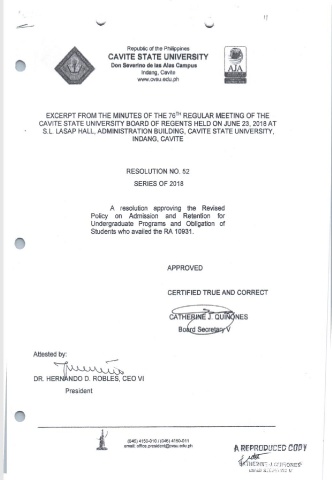 Republic of the Philippines
CAVITE STATE UNIVERSITY
Don Severino de las Alas Campus
Indang, Cavite
www.cvsu.edu.ph
AJA
EXCERPT FROM THE MINUTES OF THE 76TH REGULAR MEETING OF THE
CAVITE STATE UNIVERSITY BOARD OF REGENTS HELD ON JUNE 23, 2018 AT
S.L. LASAP HALL, ADMINISTRATION BUILDING, CAVITE STATE UNIVERSITY,
INDANG, CAVITE
RESOLUTION NO. 52
SERIES OF 2018
A resolution approving the Revised
Policy on Admission and Retention for
Undergraduate Programs and Obligation of
Students who availed the RA 10931.
APPROVED
CERTIFIED TRUE AND CORRECT
CATHERINE J. QUIÑONES
Board Secretary V
Attested by:
DR. HERNANDO D. ROBLES, CEO VI
President
(046) 4150-010 / (046) 4150-011
email: office.president@cvsu.edu.ph
A REPRODUCED COPY
CATHERINE J. QUIÑONES